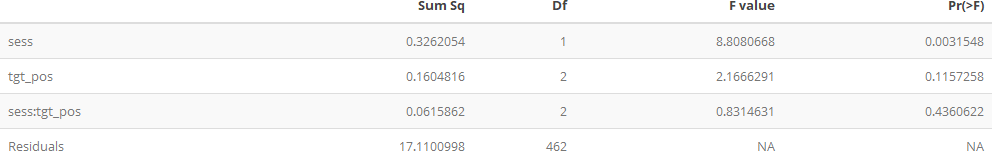 Sum Sq Df F value Pr(>F)
sess 0.3262054 1 8.8080668 0.0031548
tgt_pos 0.1604816 2 2.1666291 0.1157258
sess:tgt_pos 0.0615862 2 0.8314631 0.4360622
Residuals 17.1100998 462 NA NA